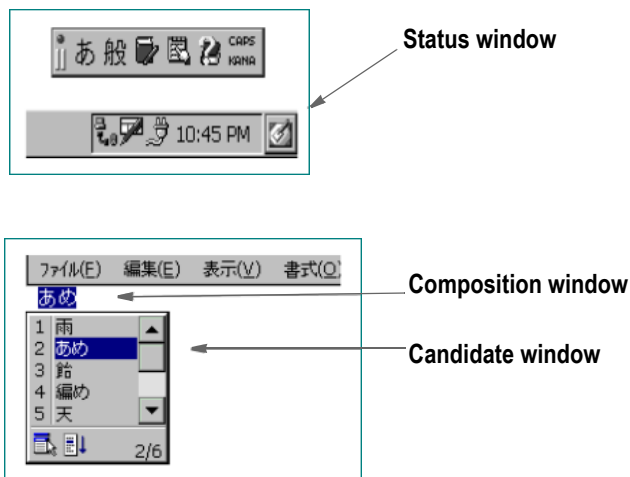 Status window
あ 般 CAPS
KANA
10:45 PM
ファイル(F) 編集(E) 表示(V) 書式(O)
あめ
Composition window
1 雨
2 あめ
Candidate window
3 飴
4 編め
5 天
2/6